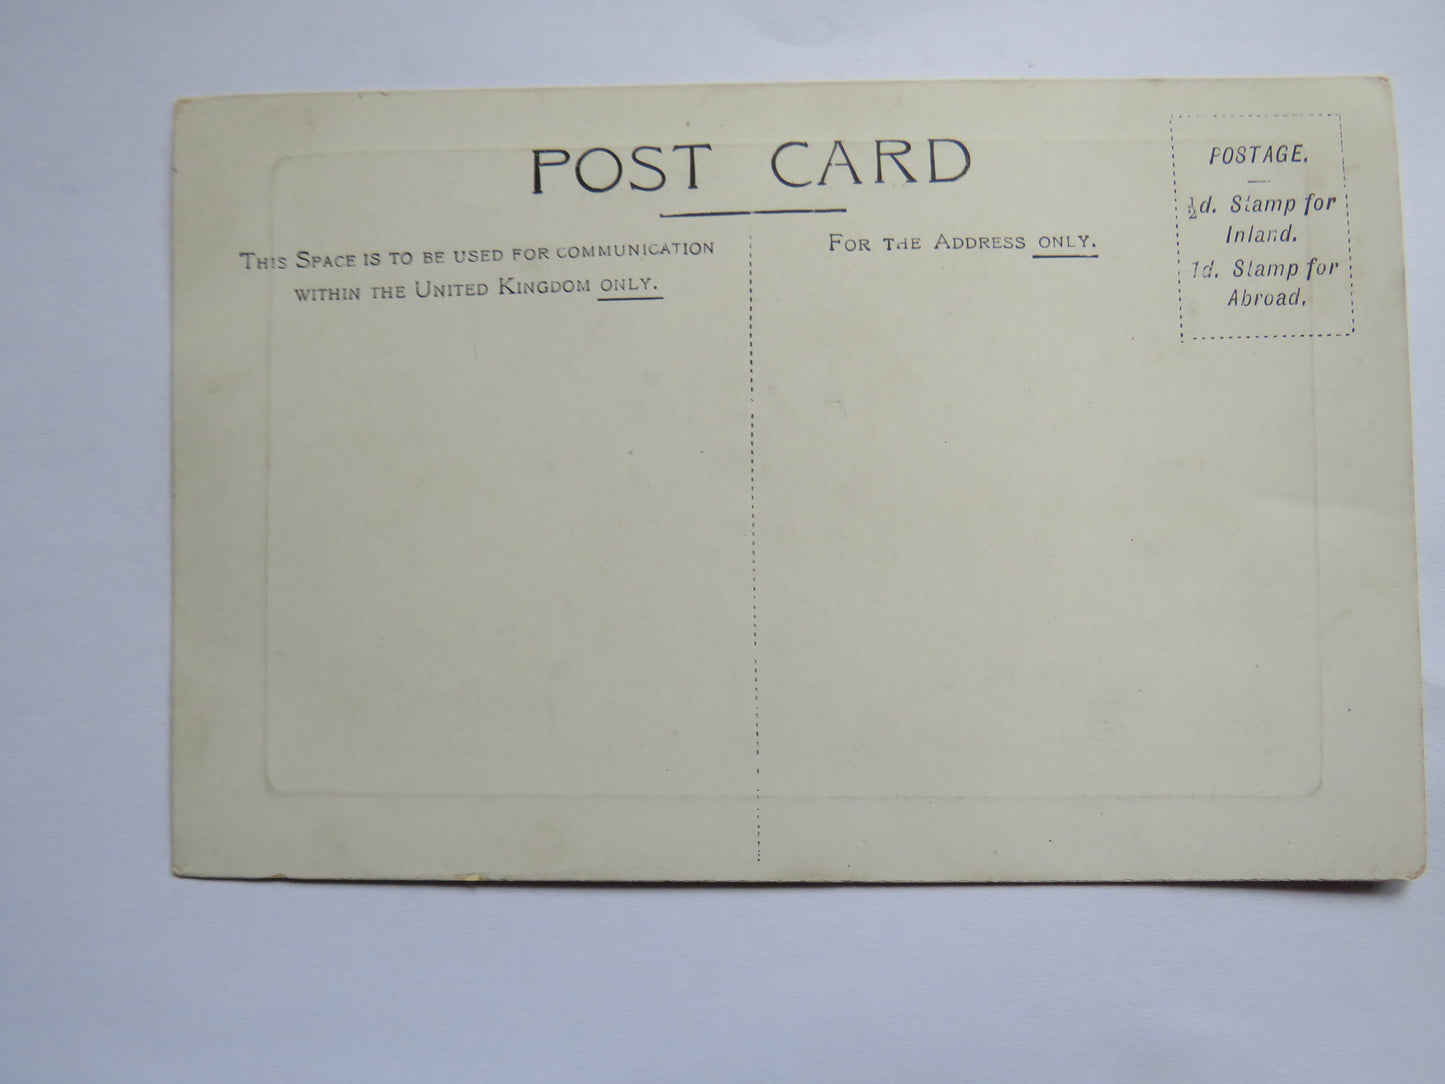 POST CARD
THIS SPACE IS TO BE USED FOR COMMUNICATION
WITHIN THE UNITED KINGDOM ONLY.
FOR THE ADDRESS ONLY.
POSTAGE.
½d. Stamp for
Inland.
1d. Stamp for
Abroad.